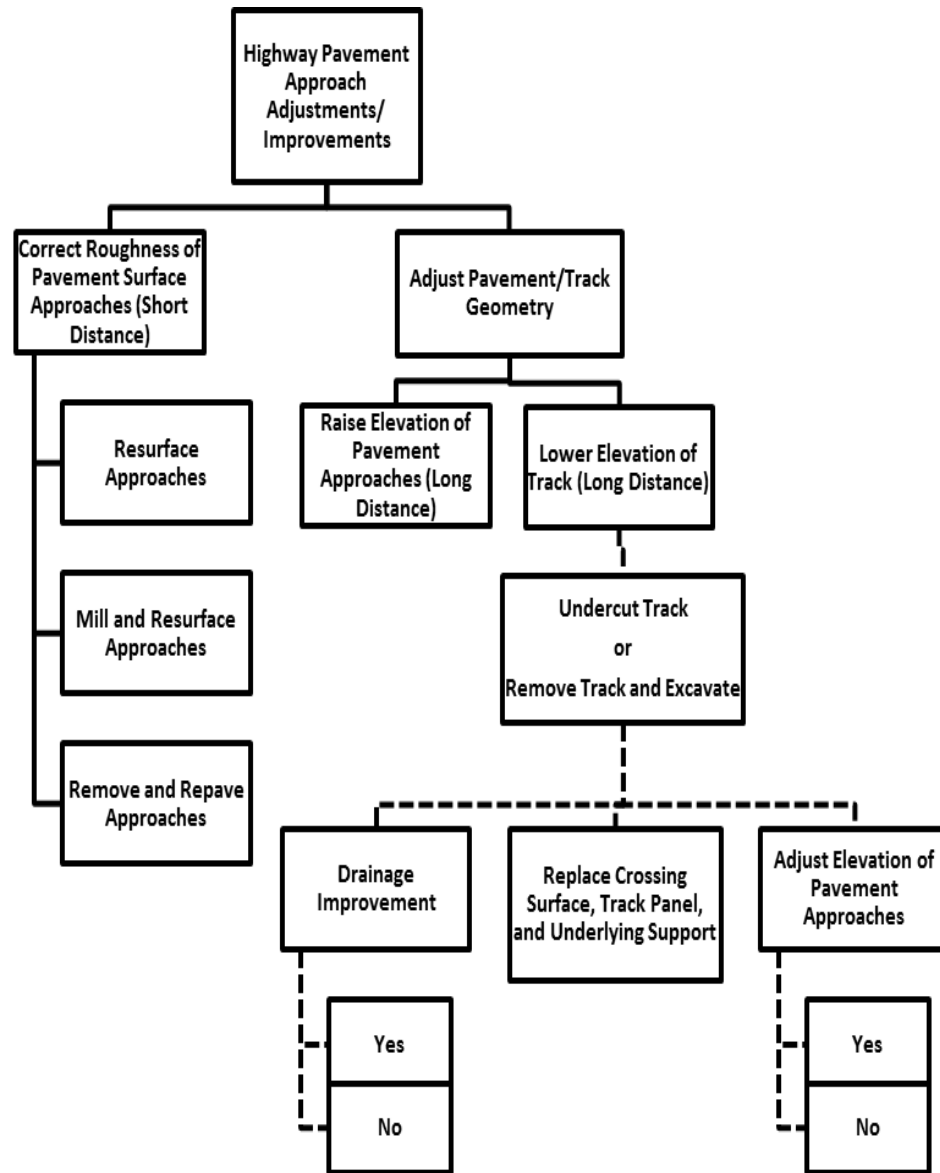 Highway Pavement
Approach
Adjustments/
Improvements
Correct Roughness of
Pavement Surface
Approaches (Short
Distance)
Adjust Pavement/Track
Geometry
Resurface
Approaches
Mill and Resurface
Approaches
Remove and Repave
Approaches
Raise Elevation of
Pavement
Approaches (Long
Distance)
Lower Elevation of
Track (Long Distance)
Undercut Track
or
Remove Track and Excavate
Drainage
Improvement
Yes
No
Replace Crossing
Surface, Track Panel,
and Underlying Support
Adjust Elevation of
Pavement
Approaches
Yes
No